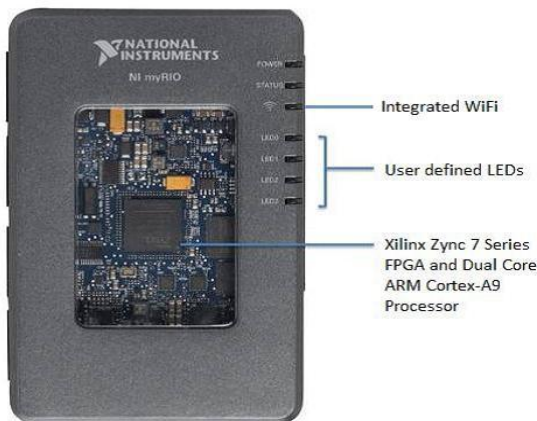 NATIONAL
INSTRUMENTS
NI myRIO
POWER
STATUS
Integrated WiFi
LED0
LED1
LED2
LED3
User defined LEDs
Xilinx Zync 7 Series
FPGA and Dual Core
ARM Cortex-A9
Processor